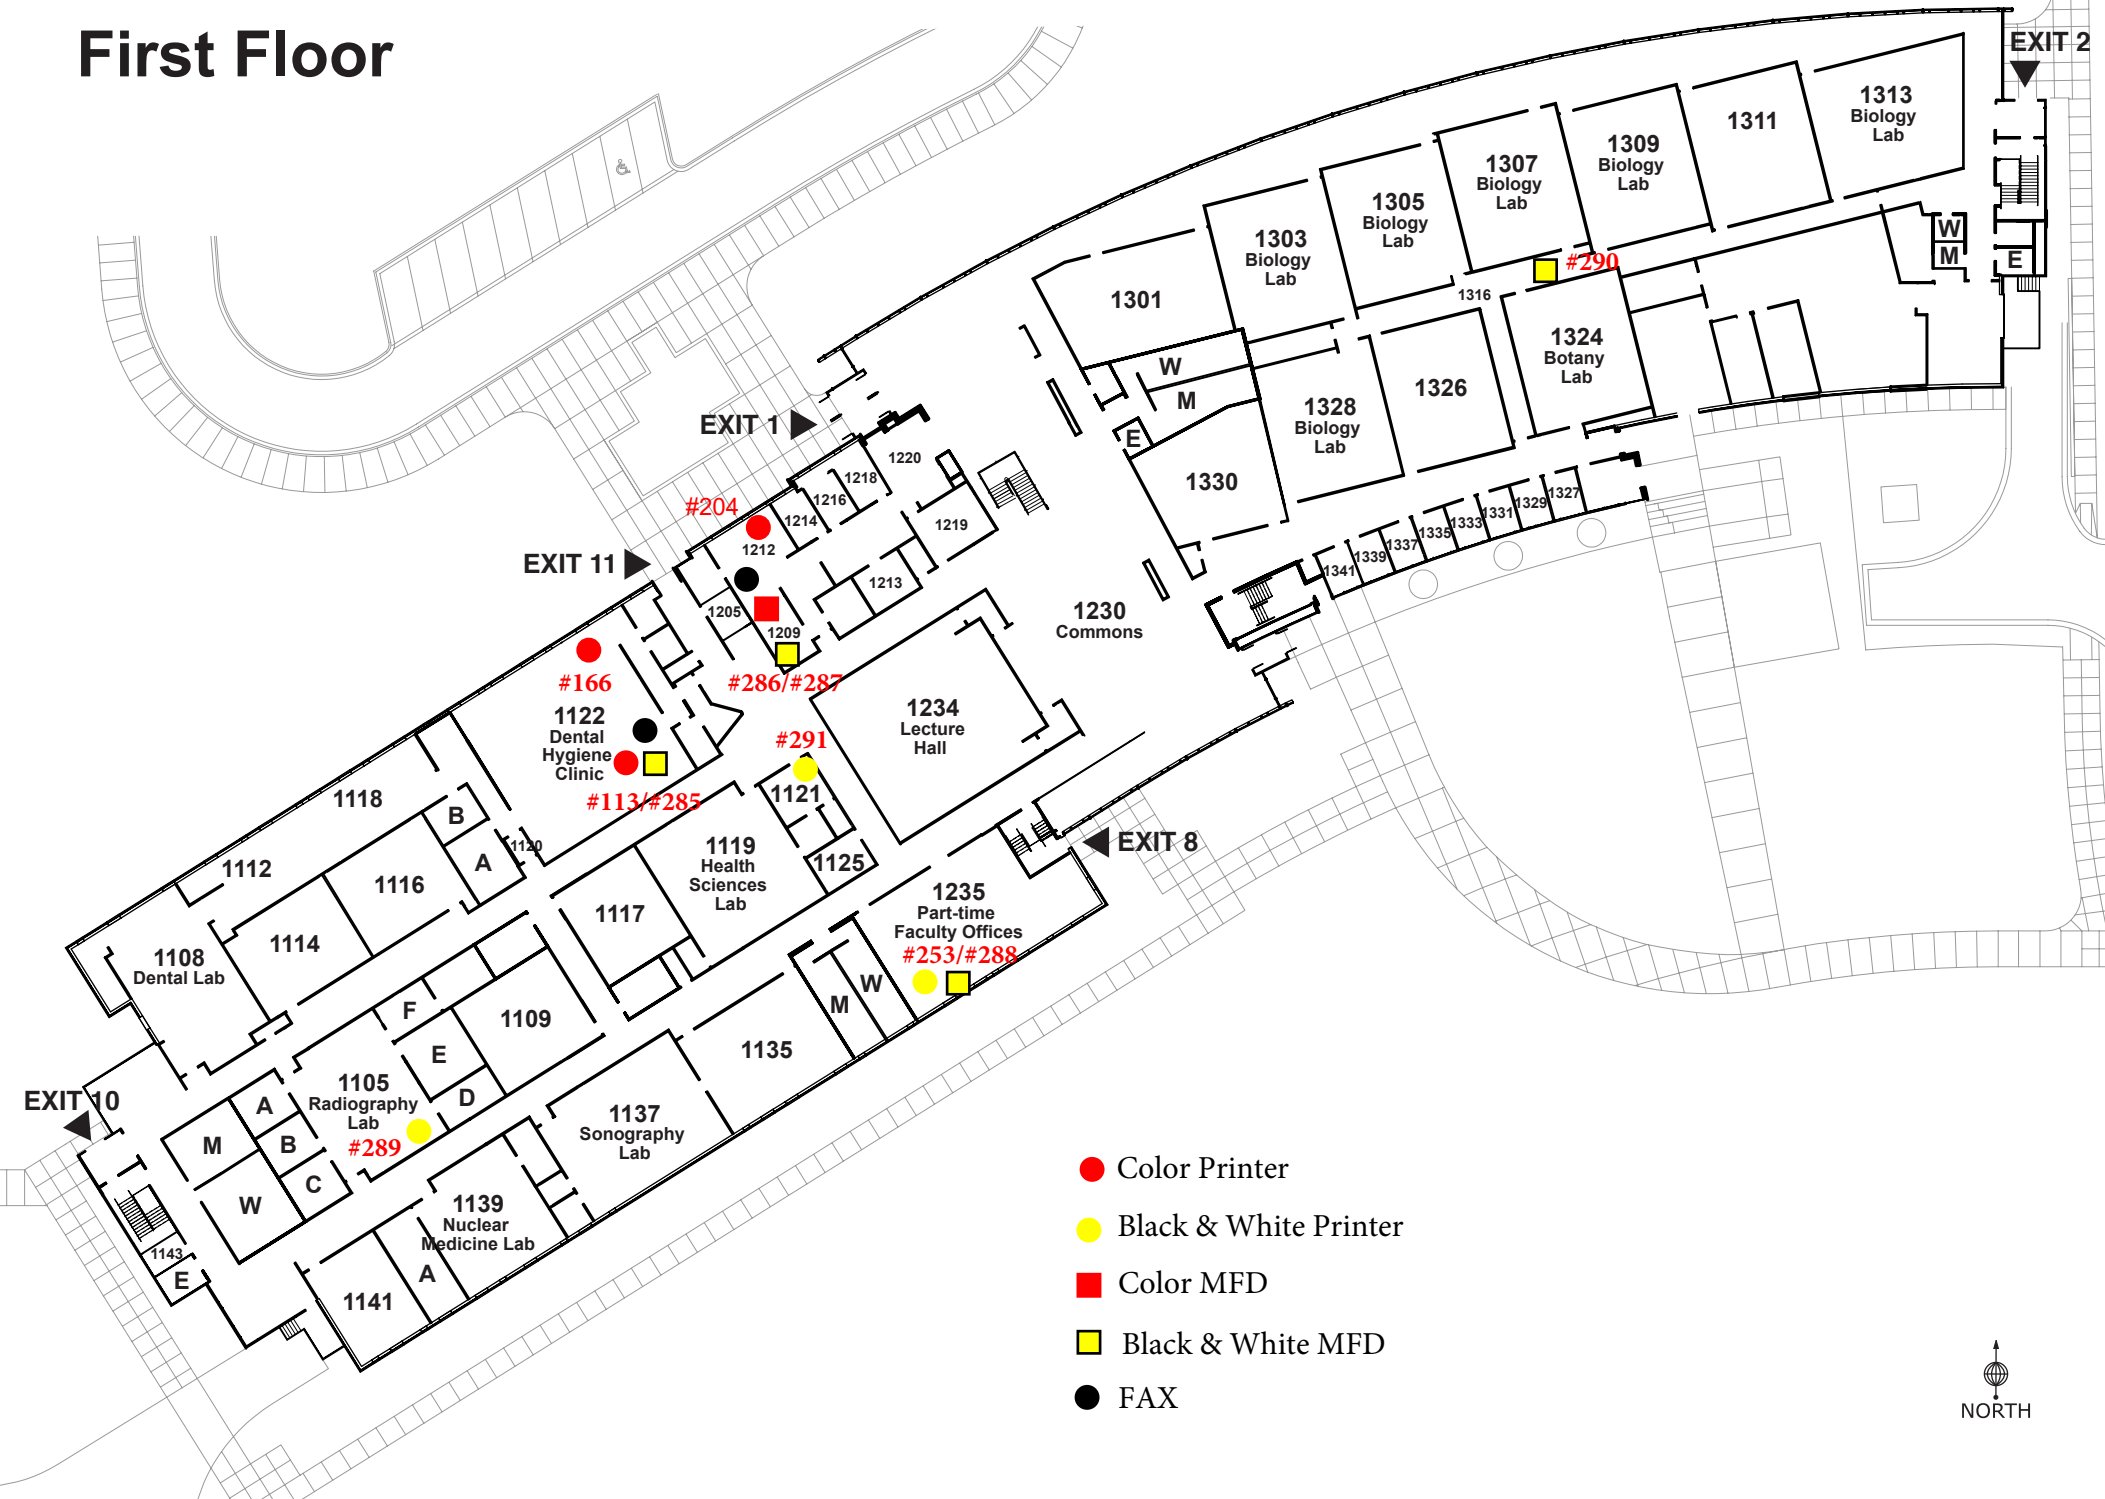 First Floor
EXIT 2
1313
Biology
Lab
1311
1309
Biology
Lab
1307
Biology
Lab
1305
Biology
Lab
1303
Biology
Lab
1301
#290
1316
W
M
E
1324
Botany
Lab
1326
1328
Biology
Lab
W
M
E
1330
1327
1329
1331
1333
1335
1337
1339
1341
EXIT 1
1220
1218
1216
1214
1219
#204
1212
1213
EXIT 11
1205
1209
#286/#287
1230
Commons
1234
Lecture
Hall
#166
1122
Dental
Hygiene
Clinic
#113/#285
#291
1121
1125
1119
Health
Sciences
Lab
1117
1118
B
A
1120
1112
1116
1114
1108
Dental Lab
EXIT 8
1235
Part-time
Faculty Offices
#253/#288
W
M
1135
1109
F
E
D
1105
Radiography
Lab
#289
A
B
C
M
W
EXIT 10
1143
E
1137
Sonography
Lab
1139
Nuclear
Medicine Lab
A
1141
Color Printer
Black & White Printer
Color MFD
Black & White MFD
FAX
NORTH